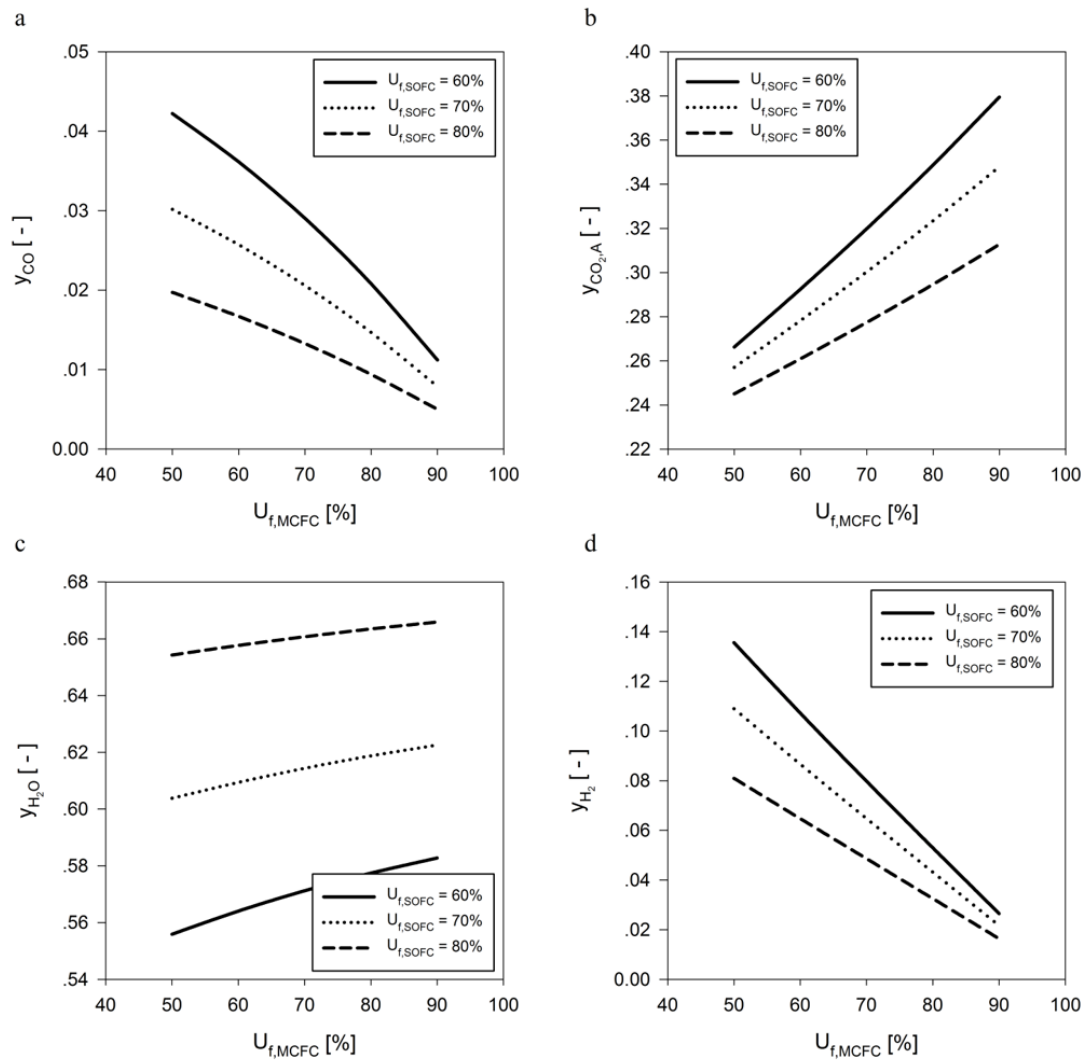 a
.05
.04
.03
.02
.01
0.00
y_CO [ - ]
U_f,SOFC = 60%
U_f,SOFC = 70%
U_f,SOFC = 80%
40 50 60 70 80 90 100
U_f,MCFC [%]
b
.40
.38
.36
.34
.32
.30
.28
.26
.24
.22
y_CO₂,A [ - ]
U_f,SOFC = 60%
U_f,SOFC = 70%
U_f,SOFC = 80%
40 50 60 70 80 90 100
U_f,MCFC [%]
c
.68
.66
.64
.62
.60
.58
.56
.54
y_H₂O [ - ]
U_f,SOFC = 60%
U_f,SOFC = 70%
U_f,SOFC = 80%
40 50 60 70 80 90 100
U_f,MCFC [%]
d
.16
.14
.12
.10
.08
.06
.04
.02
0.00
y_H₂ [ - ]
U_f,SOFC = 60%
U_f,SOFC = 70%
U_f,SOFC = 80%
40 50 60 70 80 90 100
U_f,MCFC [%]